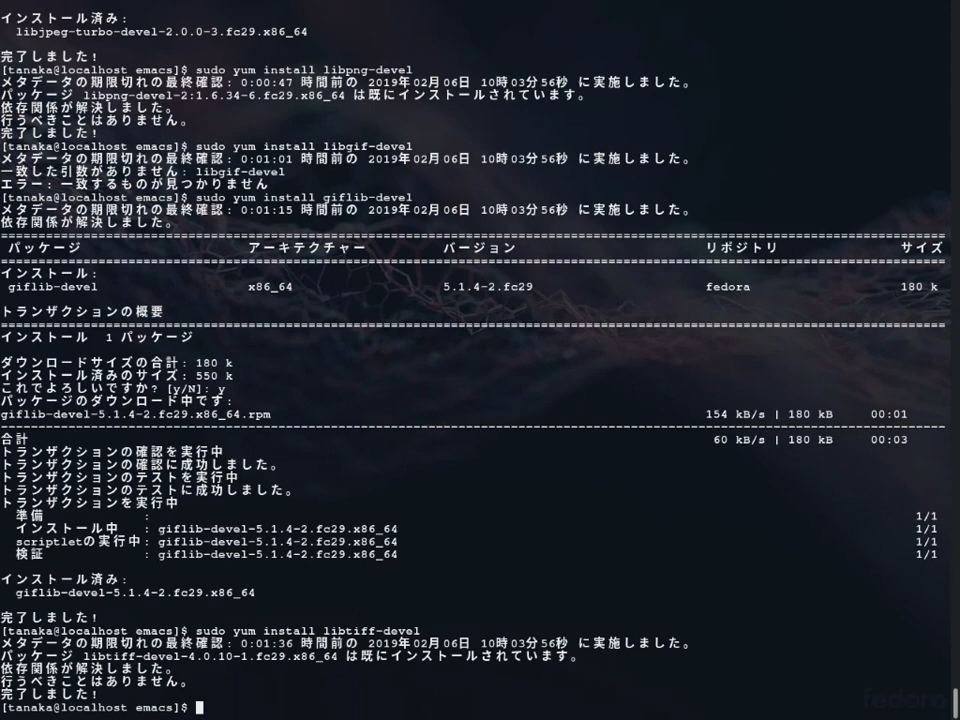 インストール済み:
libjpeg-turbo-devel-2.0.0-3.fc29.x86_64
完了しました!
[tanaka@localhost emacs]$ sudo yum install libpng-devel
メタデータの期限切れの最終確認: 0:00:47 時間前の 2019年02月06日 10時03分56秒 に実施しました。
パッケージ libpng-devel-2:1.6.34-6.fc29.x86_64 は既にインストールされています。
依存関係が解決しました。
行うべきことはありません。
完了しました!
[tanaka@localhost emacs]$ sudo yum install libgif-devel
メタデータの期限切れの最終確認: 0:01:01 時間前の 2019年02月06日 10時03分56秒 に実施しました。
一致した引数がありません: libgif-devel
エラー: 一致するものが見つかりません
[tanaka@localhost emacs]$ sudo yum install giflib-devel
メタデータの期限切れの最終確認: 0:01:15 時間前の 2019年02月06日 10時03分56秒 に実施しました。
依存関係が解決しました。
パッケージ アーキテクチャー バージョン リポジトリ サイズ
インストール:
giflib-devel x86_64 5.1.4-2.fc29 fedora 180 k
トランザクションの概要
インストール 1 パッケージ
ダウンロードサイズの合計: 180 k
インストール済みのサイズ: 550 k
これでよろしいですか? [y/N]: y
パッケージのダウンロード中です:
giflib-devel-5.1.4-2.fc29.x86_64.rpm 154 kB/s | 180 kB 00:01
合計 60 kB/s | 180 kB 00:03
トランザクションの確認を実行中
トランザクションの確認に成功しました。
トランザクションのテストを実行中
トランザクションのテストに成功しました。
トランザクションを実行中
準備 : 1/1
インストール中 : giflib-devel-5.1.4-2.fc29.x86_64 1/1
scriptletの実行中: giflib-devel-5.1.4-2.fc29.x86_64 1/1
検証 : giflib-devel-5.1.4-2.fc29.x86_64 1/1
インストール済み:
giflib-devel-5.1.4-2.fc29.x86_64
完了しました!
[tanaka@localhost emacs]$ sudo yum install libtiff-devel
メタデータの期限切れの最終確認: 0:01:36 時間前の 2019年02月06日 10時03分56秒 に実施しました。
パッケージ libtiff-devel-4.0.10-1.fc29.x86_64 は既にインストールされています。
依存関係が解決しました。
行うべきことはありません。
完了しました!
[tanaka@localhost emacs]$
fedora